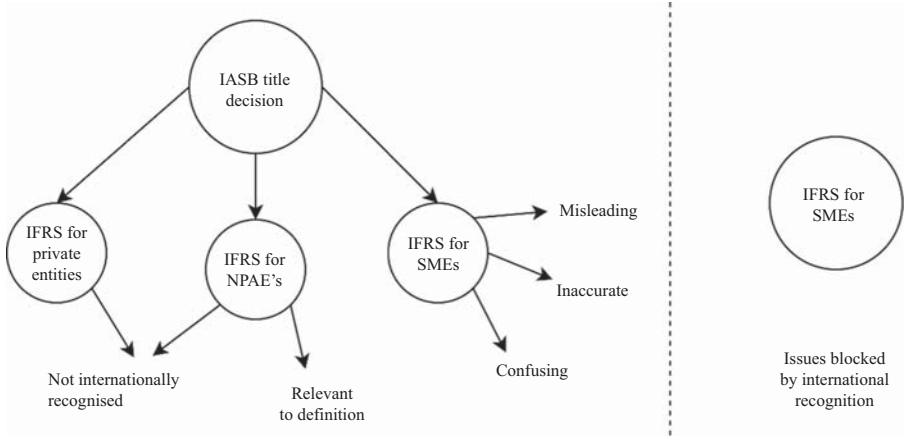 IASB title
decision
IFRS for
private
entities
IFRS for
NPAE's
IFRS for
SMEs
Misleading
Inaccurate
Confusing
Not internationally
recognised
Relevant
to definition
IFRS for
SMEs
Issues blocked
by international
recognition